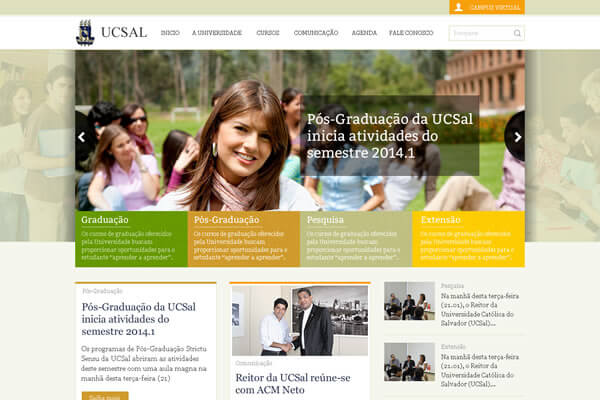 CAMPUS VIRTUAL
UCSAL
INICIO A UNIVERSIDADE CURSOS COMUNICAÇÃO AGENDA FALE CONOSCO
Pesquise
Pós-Graduação da UCSal
inicia atividades do
semestre 2014.1
Graduação
Os cursos de graduação oferecidos
pela Universidade buscam
proporcionar oportunidades para o
estudante "aprender a aprender".
Pós-Graduação
Os cursos de graduação oferecidos
pela Universidade buscam
proporcionar oportunidades para o
estudante "aprender a aprender".
Pesquisa
Os cursos de graduação oferecidos
pela Universidade buscam
proporcionar oportunidades para o
estudante "aprender a aprender".
Extensão
Os cursos de graduação oferecidos
pela Universidade buscam
proporcionar oportunidades para o
estudante "aprender a aprender".
Pós-Graduação
Pós-Graduação da UCSal
inicia atividades do
semestre 2014.1
Os programas de Pós-Graduação Strictu
Sensu da UCSal abriram as atividades
deste semestre com uma aula magna na
manhã desta terça-feira (21)
Saiba mais
Comunicação
Reitor da UCSal reúne-se
com ACM Neto
Pesquisa
Na manhã desta terça-feira
(21.01), o Reitor da
Universidade Católica do
Salvador (UCSal)...
Extensão
Na manhã desta terça-feira
(21.01), o Reitor da
Universidade Católica do
Salvador (UCSal)...